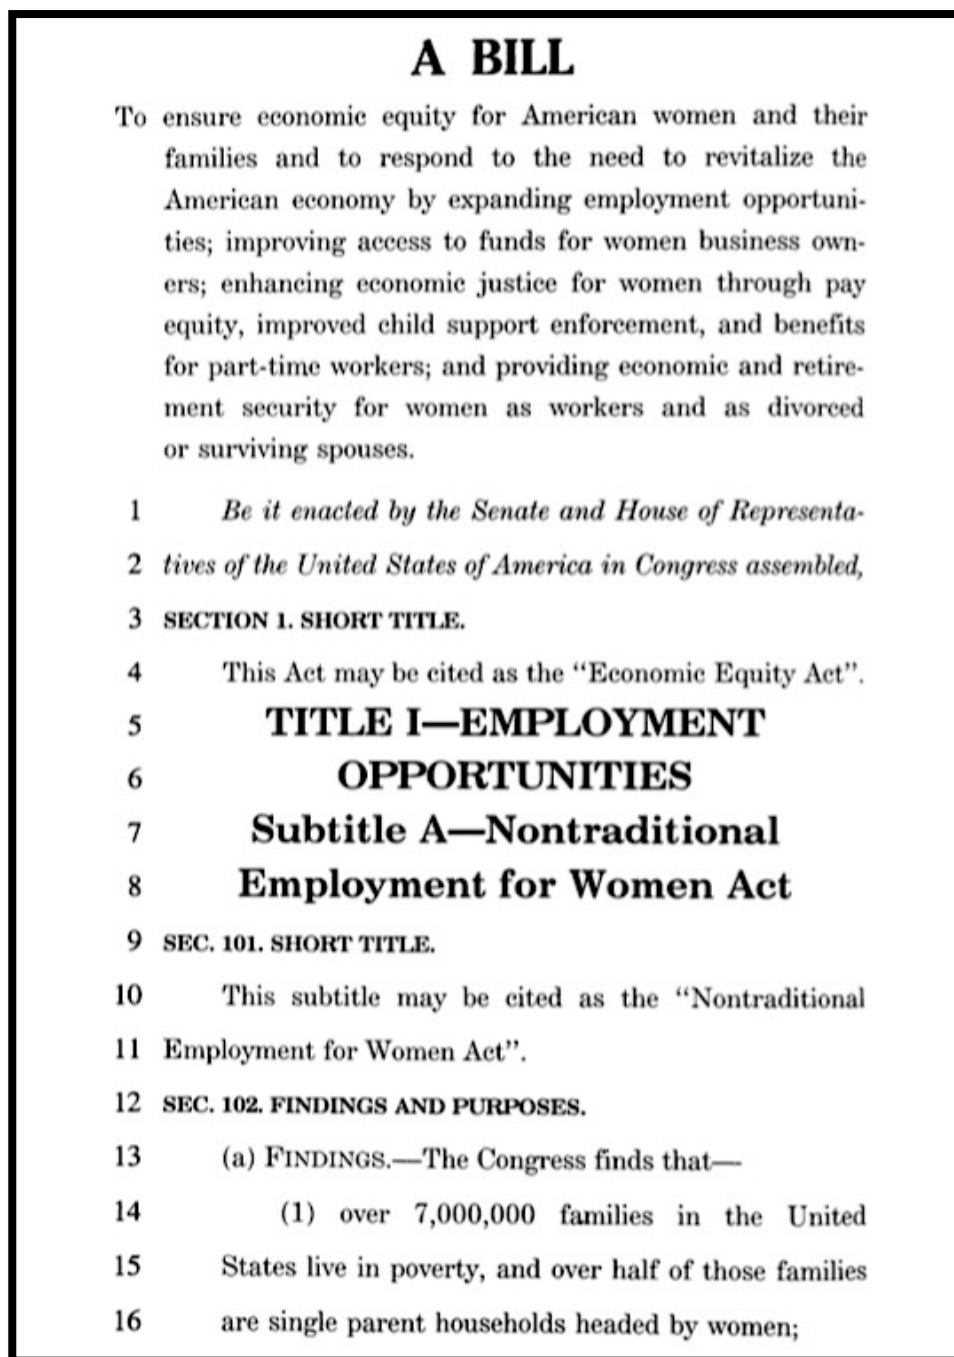 A BILL
To ensure economic equity for American women and their
families and to respond to the need to revitalize the
American economy by expanding employment opportuni-
ties; improving access to funds for women business own-
ers; enhancing economic justice for women through pay
equity, improved child support enforcement, and benefits
for part-time workers; and providing economic and retire-
ment security for women as workers and as divorced
or surviving spouses.
1 Be it enacted by the Senate and House of Representa-
2 tives of the United States of America in Congress assembled,
3 SECTION 1. SHORT TITLE.
4 This Act may be cited as the “Economic Equity Act”.
5 TITLE I—EMPLOYMENT
6 OPPORTUNITIES
7 Subtitle A—Nontraditional
8 Employment for Women Act
9 SEC. 101. SHORT TITLE.
10 This subtitle may be cited as the “Nontraditional
11 Employment for Women Act”.
12 SEC. 102. FINDINGS AND PURPOSES.
13 (a) FINDINGS.—The Congress finds that—
14 (1) over 7,000,000 families in the United
15 States live in poverty, and over half of those families
16 are single parent households headed by women;